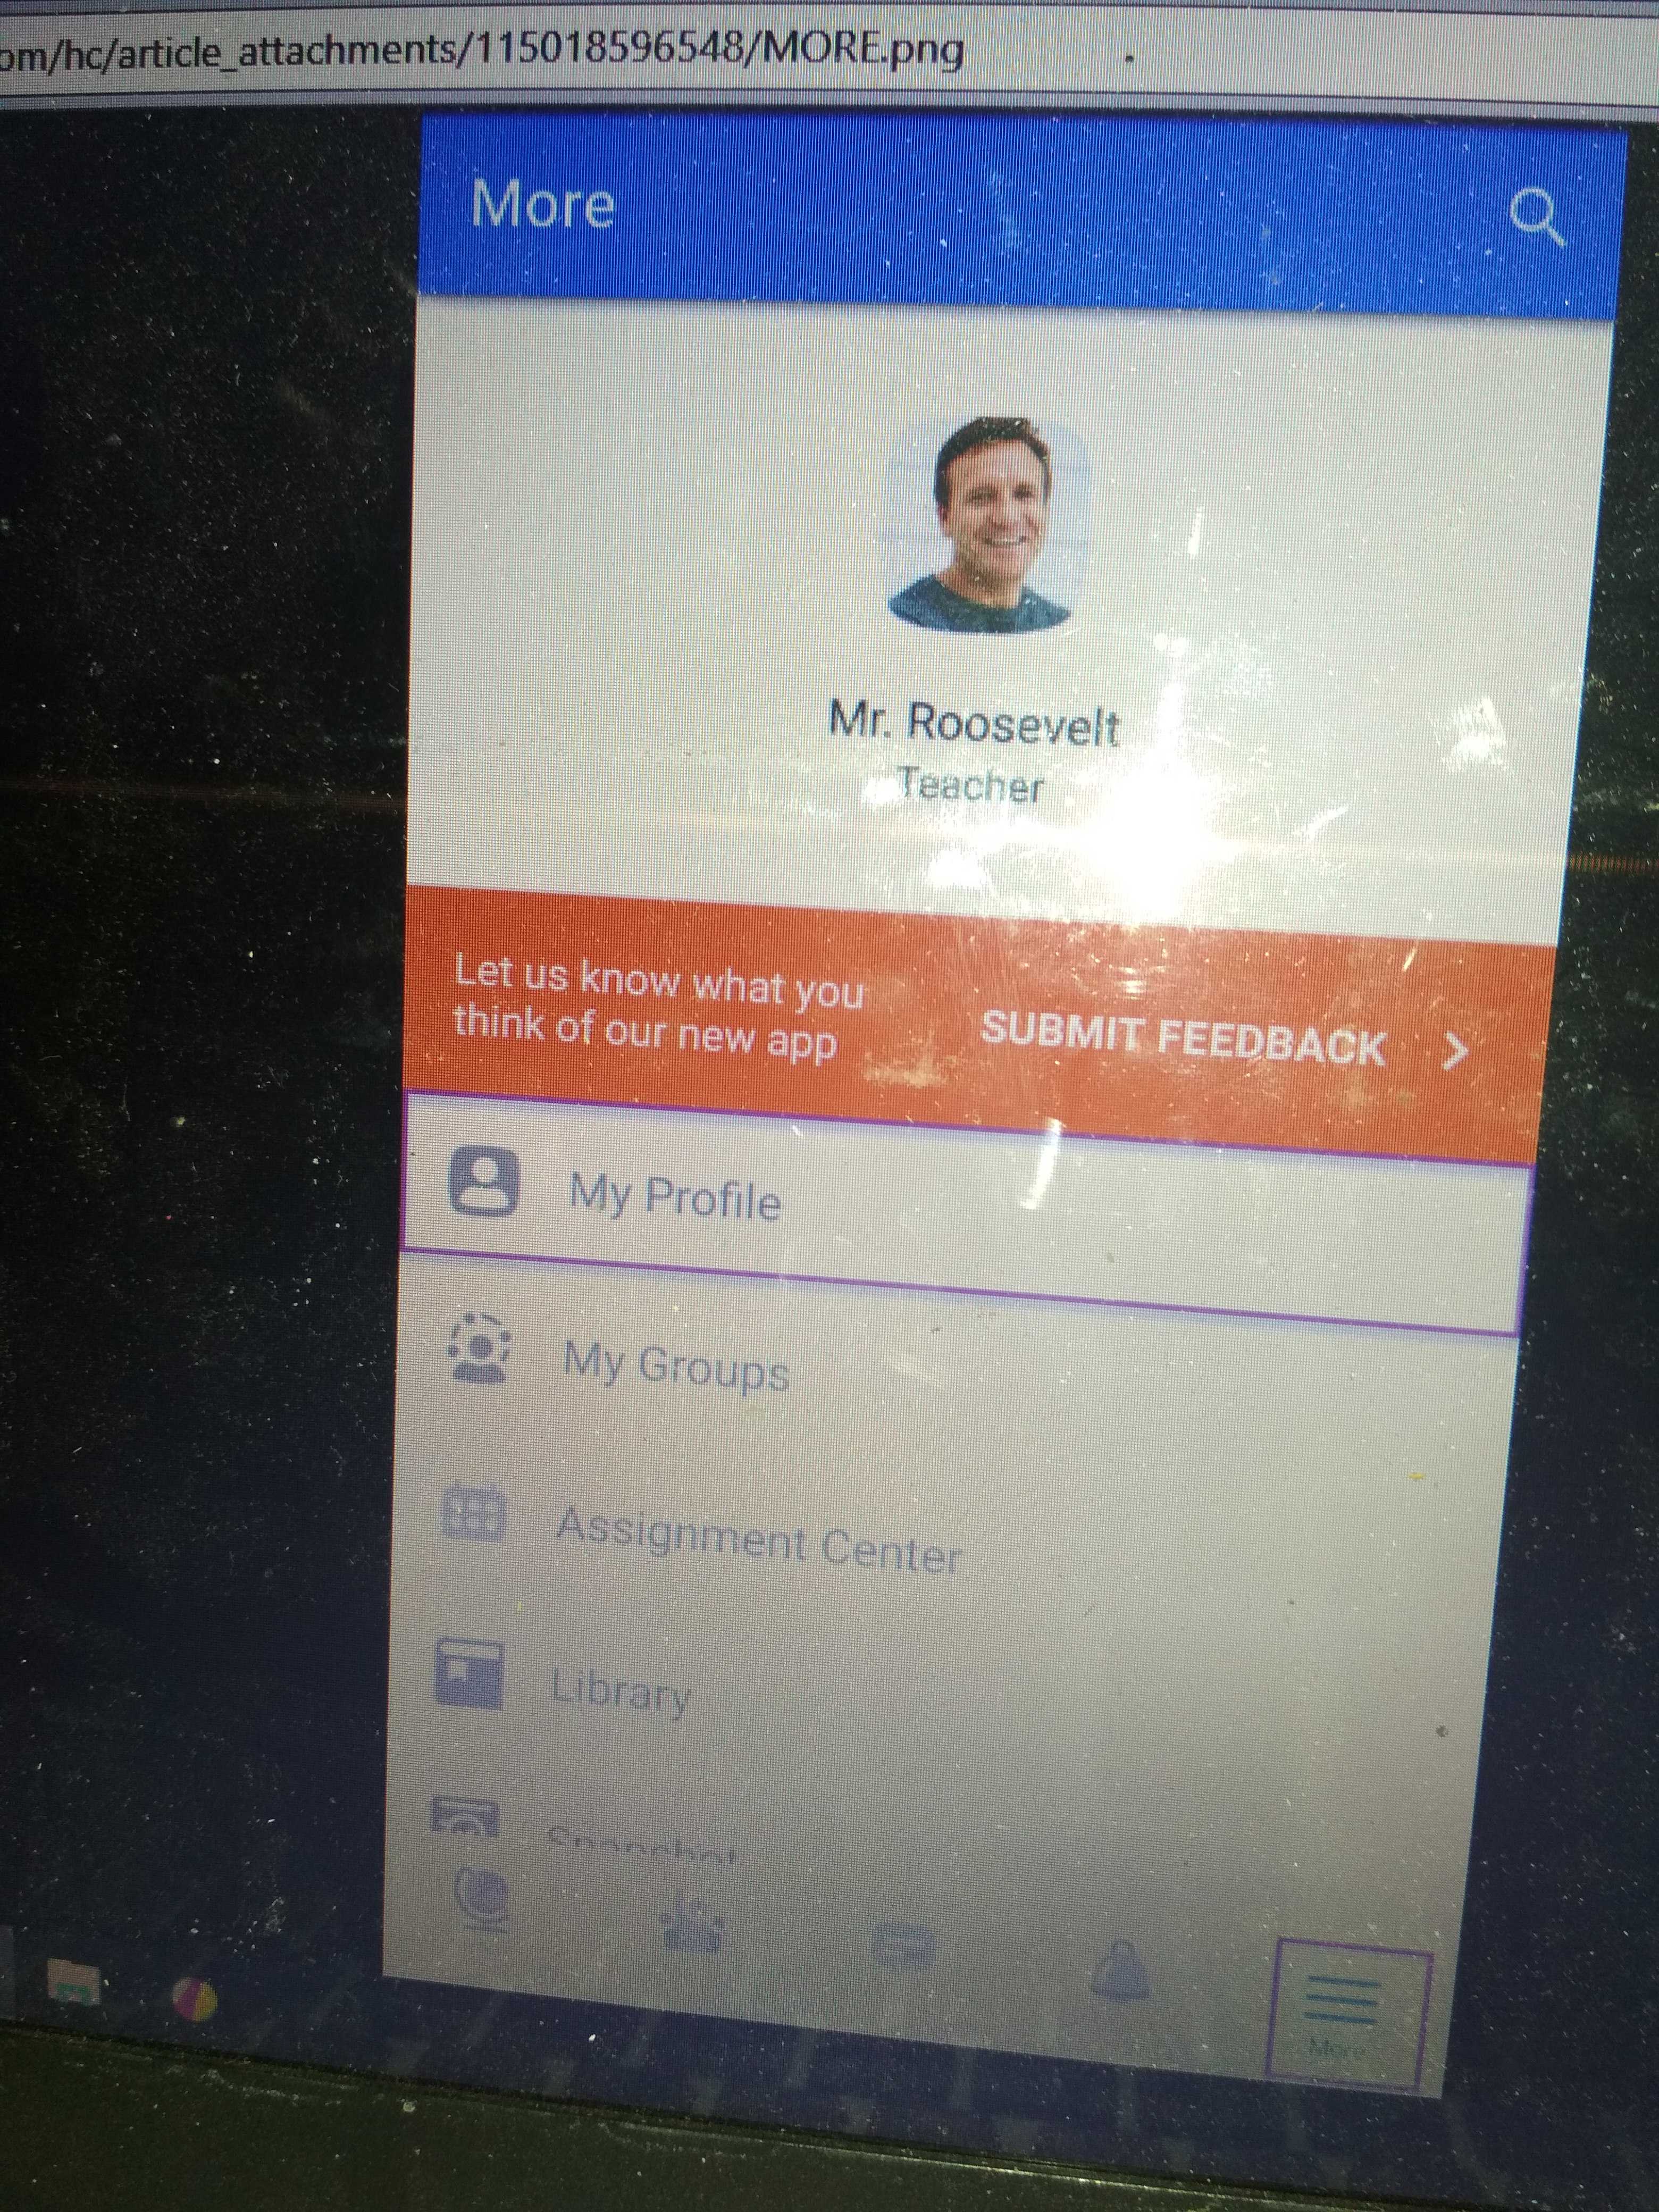 om/hc/article_attachments/115018596548/MORE.png
More
Mr. Roosevelt
Teacher
Let us know what you
think of our new app
SUBMIT FEEDBACK
My Profile
My Groups
Assignment Center
Library
Snapshot
More